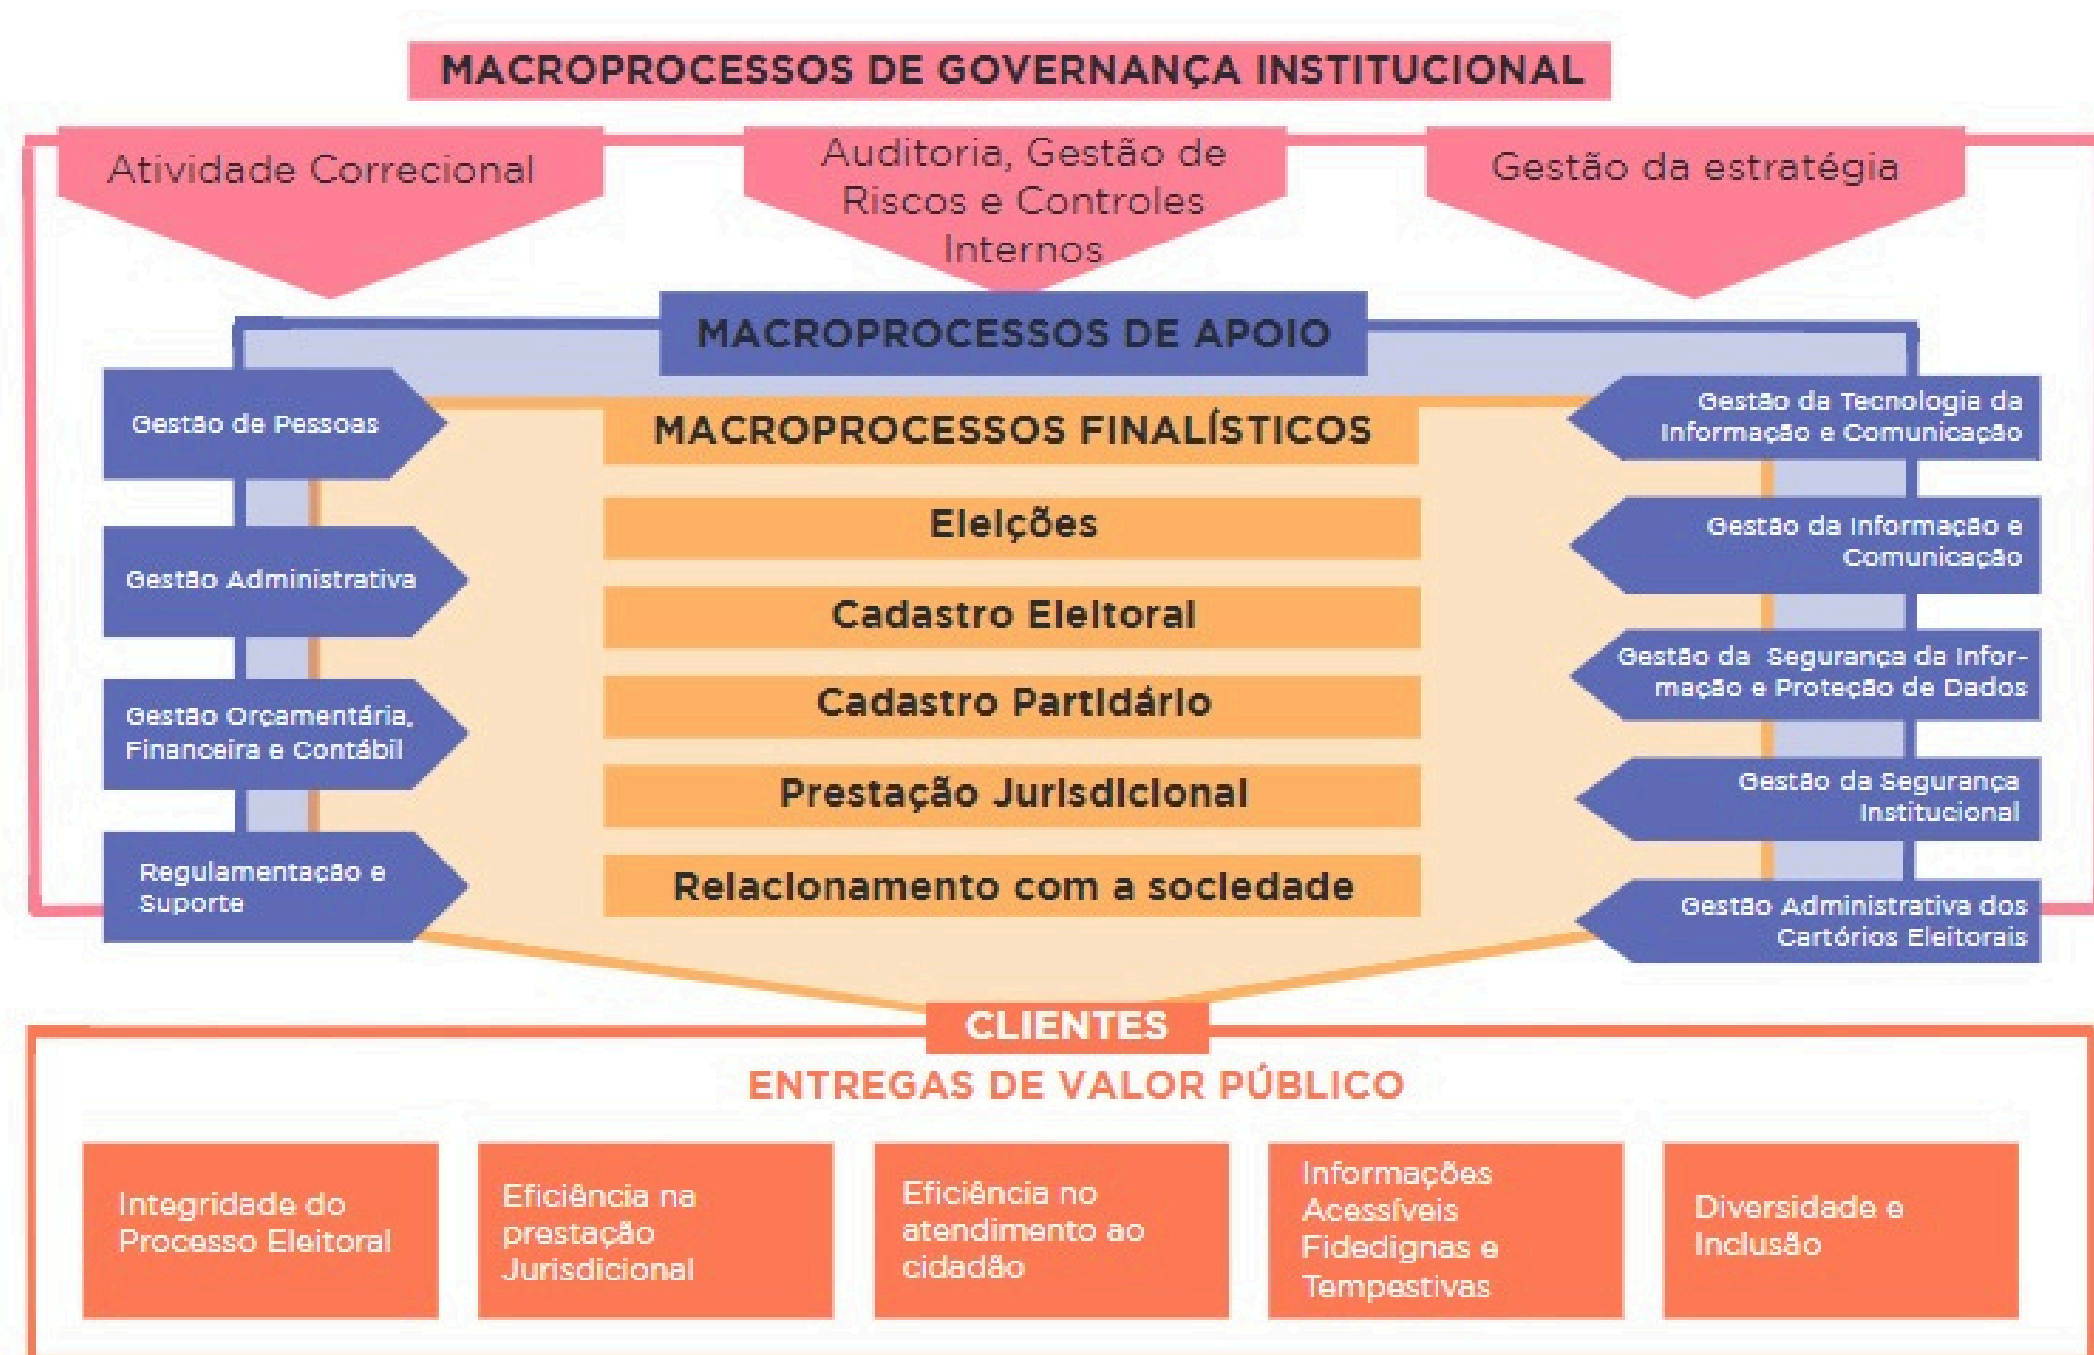 MACROPROCESSOS DE GOVERNANÇA INSTITUCIONAL
Atividade Correcional
Auditoria, Gestão de
Riscos e Controles
Internos
Gestão da estratégia
MACROPROCESSOS DE APOIO
Gestão de Pessoas
Gestão Administrativa
Gestão Orçamentária,
Financeira e Contábil
Regulamentação e
Suporte
MACROPROCESSOS FINALÍSTICOS
Eleições
Cadastro Eleitoral
Cadastro Partidário
Prestação Jurisdicional
Relacionamento com a sociedade
Gestão da Tecnologia da
Informação e Comunicação
Gestão da Informação e
Comunicação
Gestão da Segurança da Infor-
mação e Proteção de Dados
Gestão da Segurança
Institucional
Gestão Administrativa dos
Cartórios Eleitorais
CLIENTES
ENTREGAS DE VALOR PÚBLICO
Integridade do
Processo Eleitoral
Eficiência na
prestação
Jurisdicional
Eficiência no
atendimento ao
cidadão
Informações
Acessíveis
Fidedignas e
Tempestivas
Diversidade e
Inclusão